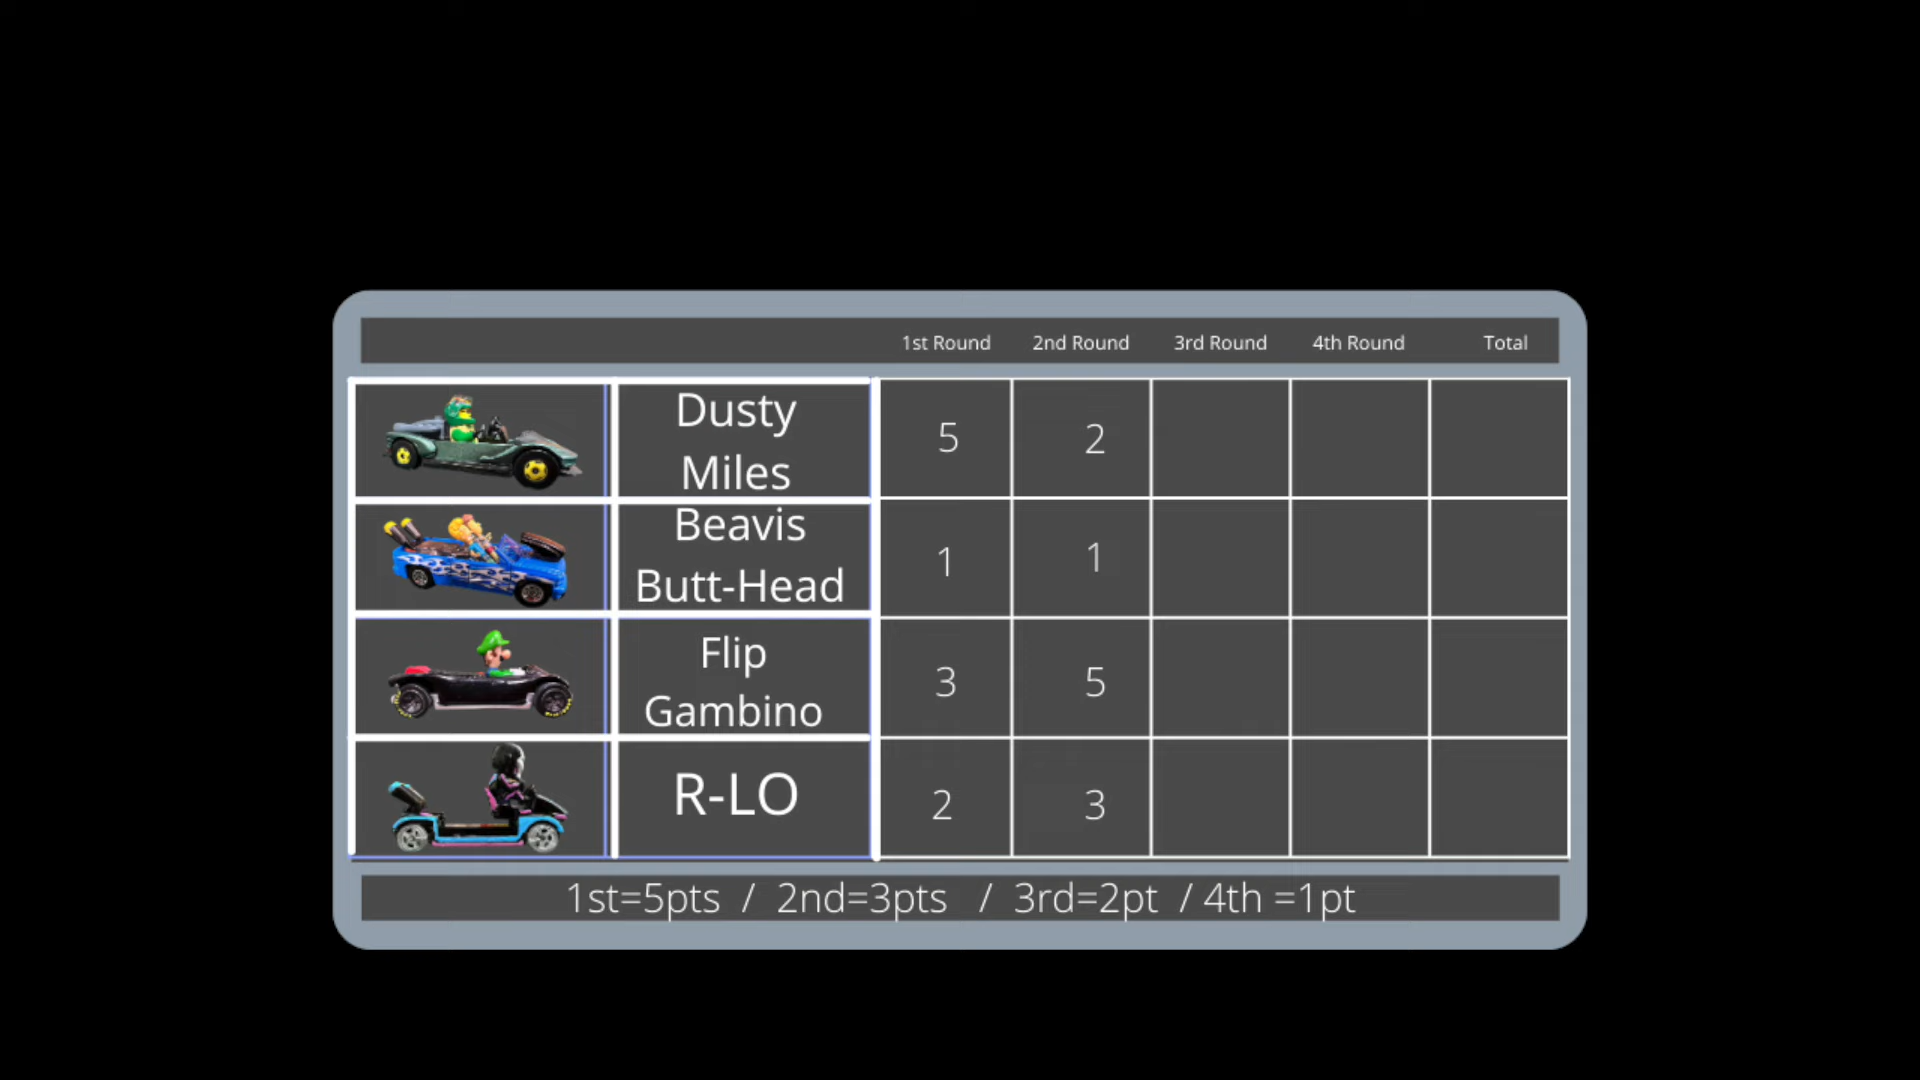 1st Round 2nd Round 3rd Round 4th Round Total
Dusty
Miles
5 2
Beavis
Butt-Head
1 1
Flip
Gambino
3 5
R-LO
2 3
1st=5pts / 2nd=3pts / 3rd=2pt / 4th =1pt